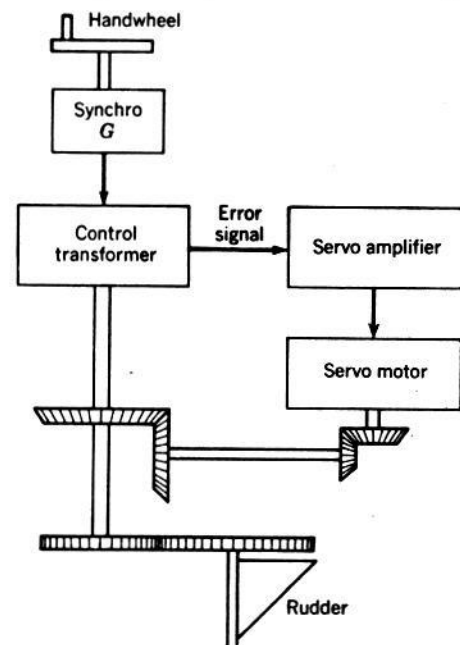 Handwheel
Synchro
G
Control
transformer
Error
signal
Servo amplifier
Servo motor
Rudder